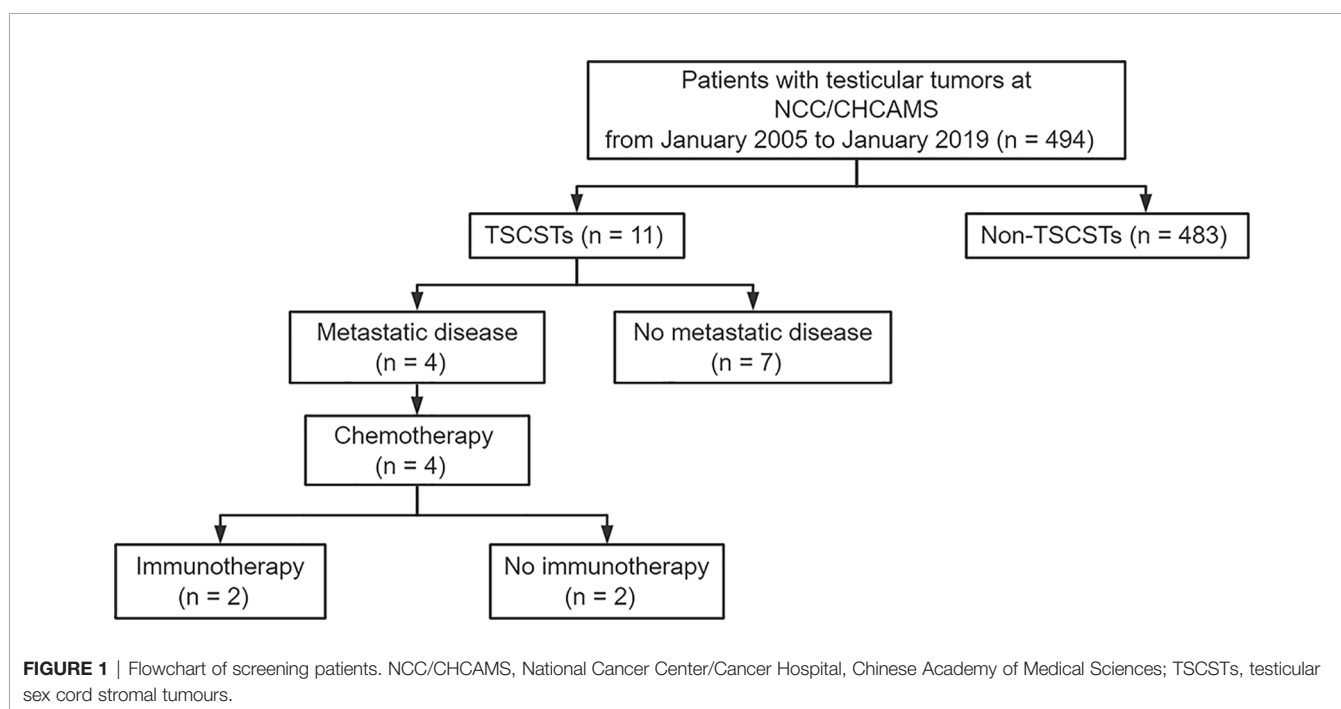 Patients with testicular tumors at
NCC/CHCAMS
from January 2005 to January 2019 (n = 494)
TSCSTs (n = 11)
Non-TSCSTs (n = 483)
Metastatic disease
(n = 4)
No metastatic disease
(n = 7)
Chemotherapy
(n = 4)
Immunotherapy
(n = 2)
No immunotherapy
(n = 2)
FIGURE 1 | Flowchart of screening patients. NCC/CHCAMS, National Cancer Center/Cancer Hospital, Chinese Academy of Medical Sciences; TSCSTs, testicular
sex cord stromal tumours.